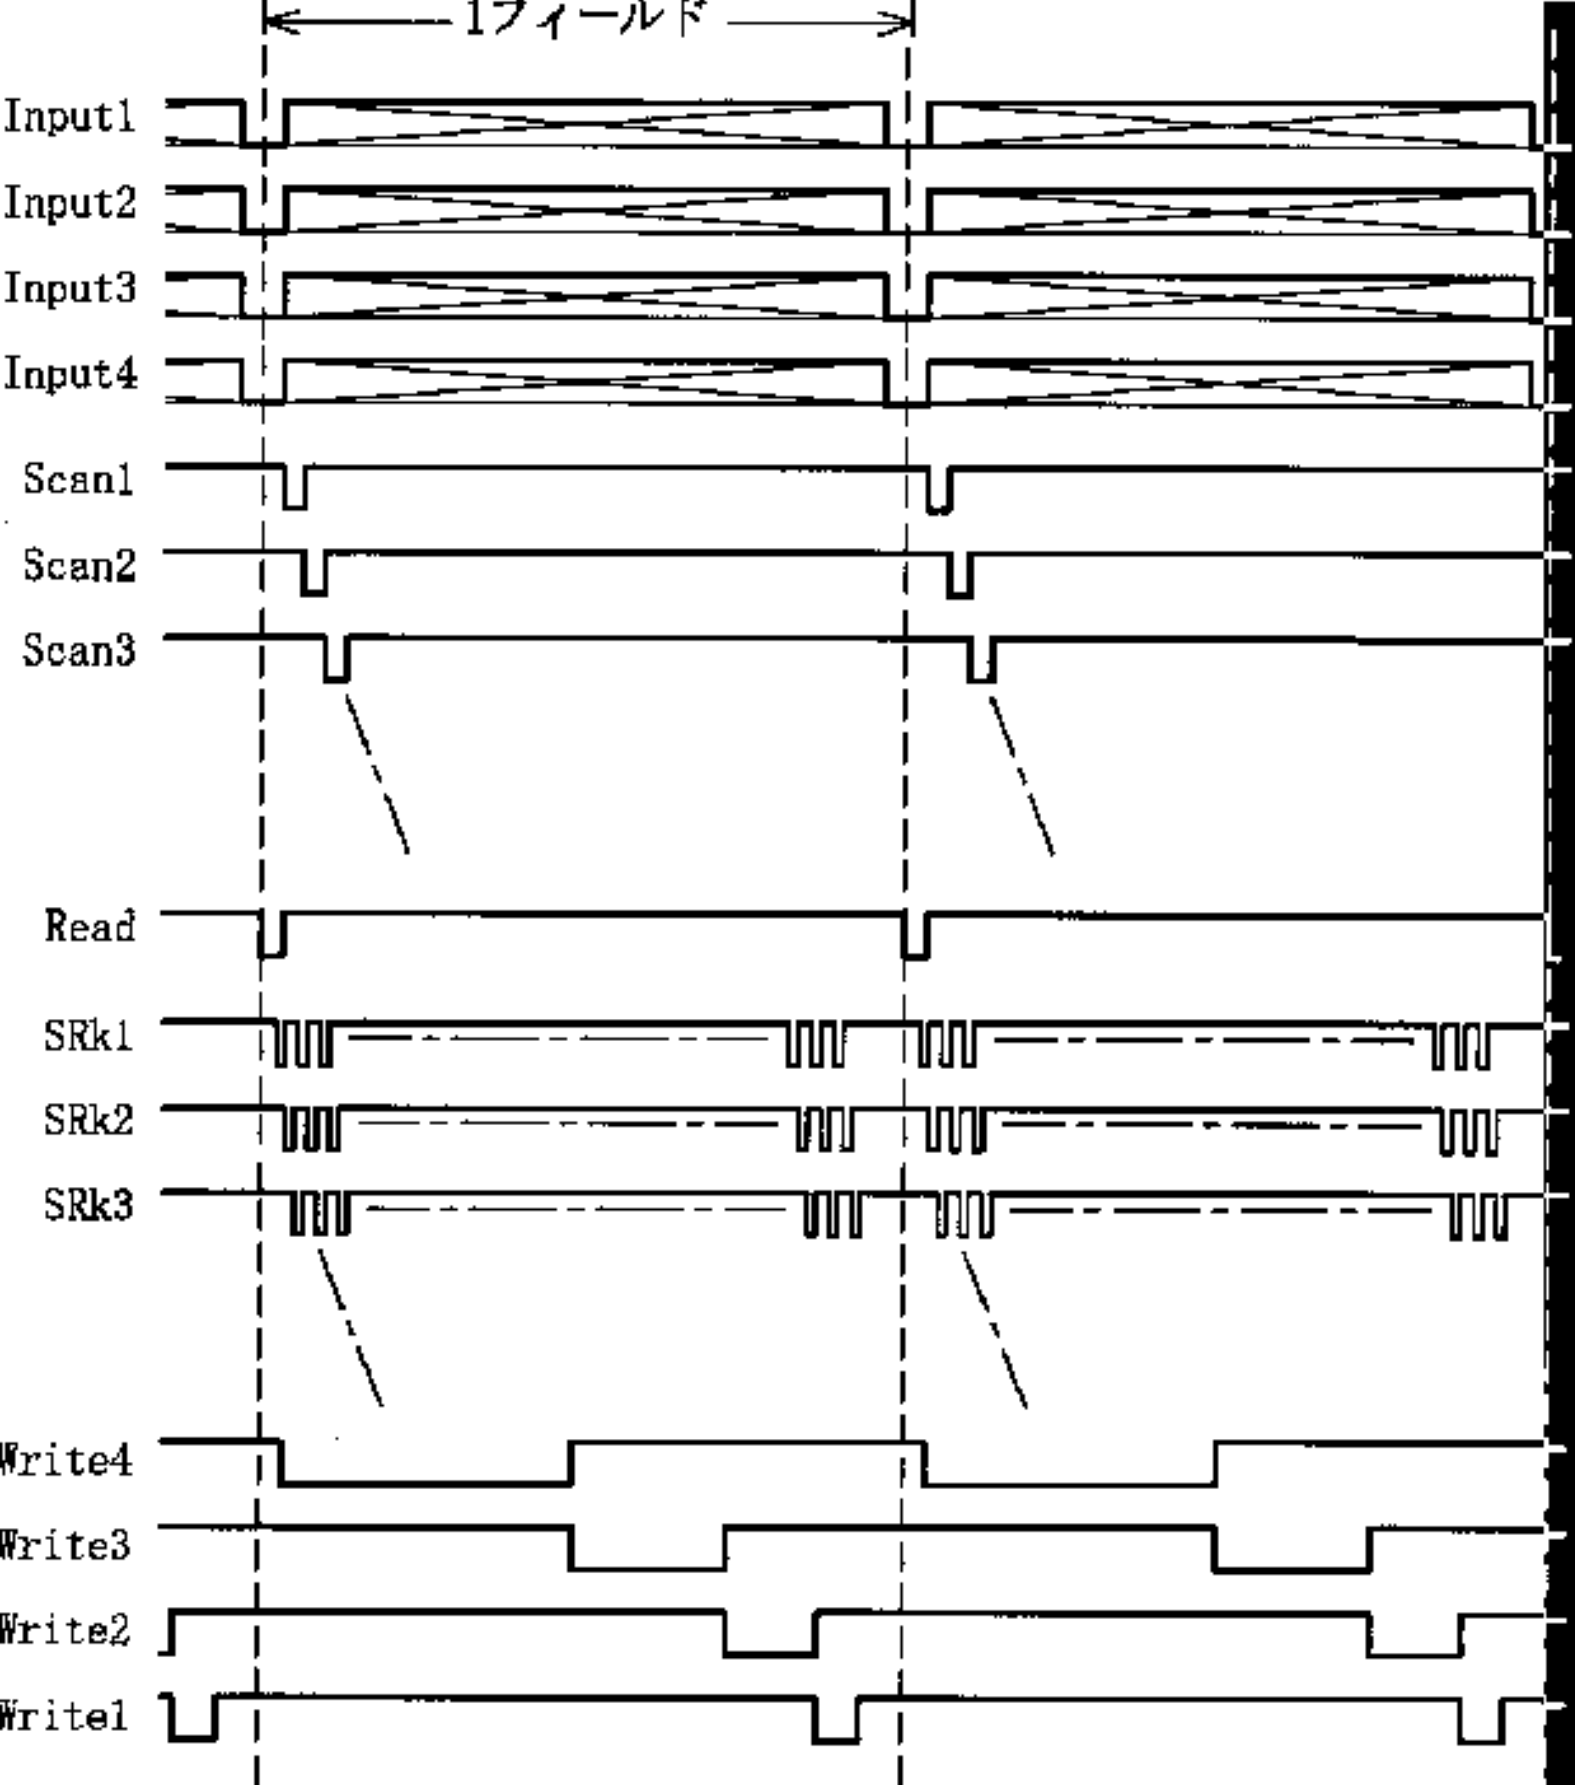 1フィールド
Input1
Input2
Input3
Input4
Scan1
Scan2
Scan3
Read
SRk1
SRk2
SRk3
Write4
Write3
Write2
Write1